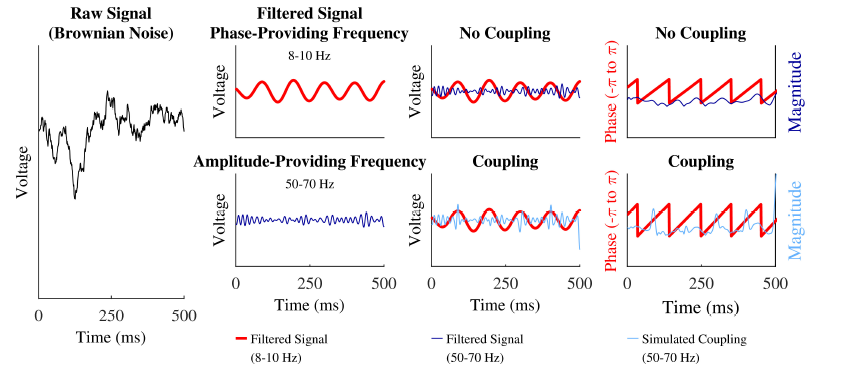 Raw Signal
(Brownian Noise)
Voltage
0
250
500
Time (ms)
Filtered Signal
Phase-Providing Frequency
8-10 Hz
Voltage
Amplitude-Providing Frequency
50-70 Hz
Voltage
0
250
500
Time (ms)
No Coupling
Voltage
Coupling
Voltage
0
250
500
Time (ms)
No Coupling
Phase (-π to π)
Magnitude
Coupling
Phase (-π to π)
Magnitude
0
250
500
Time (ms)
Filtered Signal
(8-10 Hz)
Filtered Signal
(50-70 Hz)
Simulated Coupling
(50-70 Hz)